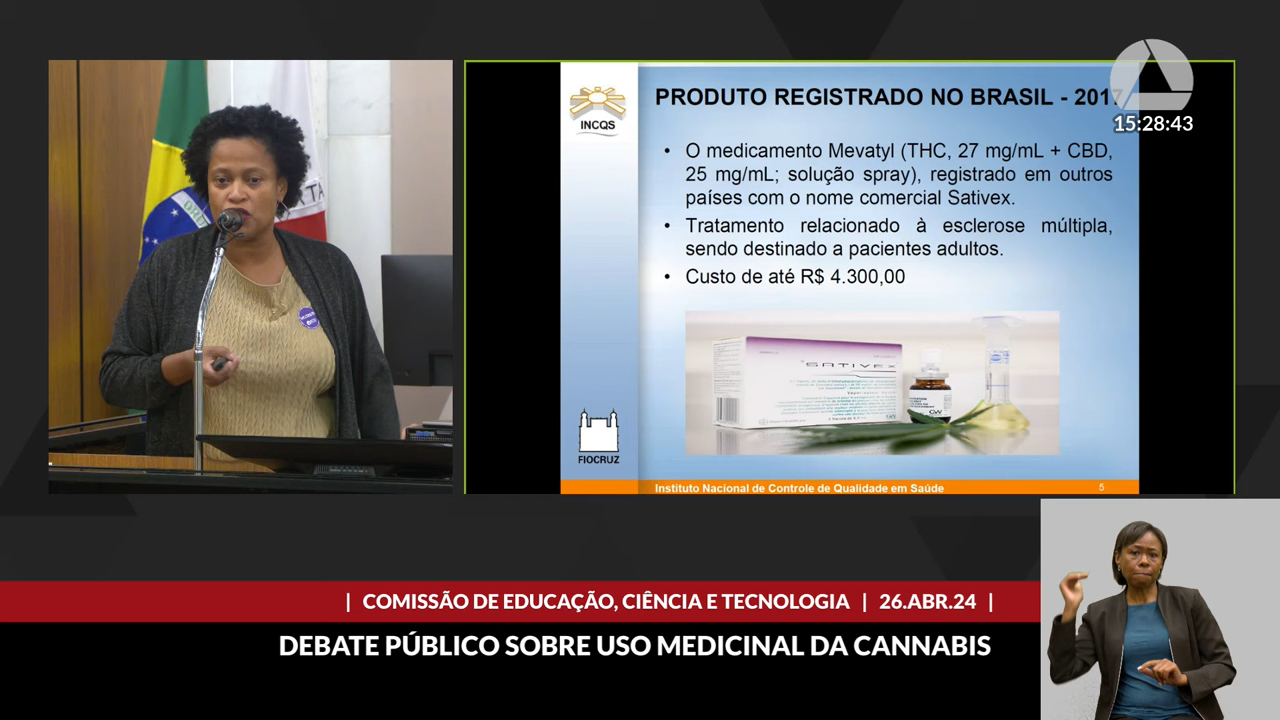 INCQS
PRODUTO REGISTRADO NO BRASIL - 2017
15:28:43
• O medicamento Mevatyl (THC, 27 mg/mL + CBD,
25 mg/mL; solução spray), registrado em outros
países com o nome comercial Sativex.
• Tratamento relacionado à esclerose múltipla,
sendo destinado a pacientes adultos.
• Custo de até R$ 4.300,00
SATIVEX
GW
FIOCRUZ
Instituto Nacional de Controle de Qualidade em Saúde
5
| COMISSÃO DE EDUCAÇÃO, CIÊNCIA E TECNOLOGIA | 26.ABR.24 |
DEBATE PÚBLICO SOBRE USO MEDICINAL DA CANNABIS